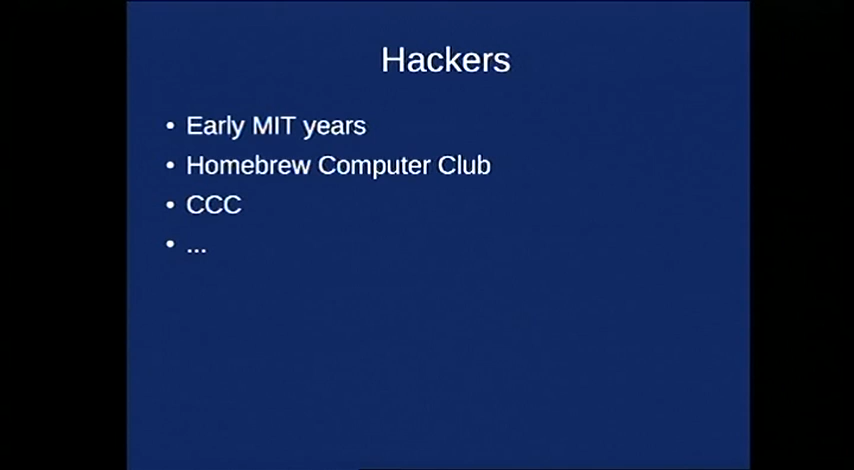 Hackers
• Early MIT years
• Homebrew Computer Club
• CCC
• ...